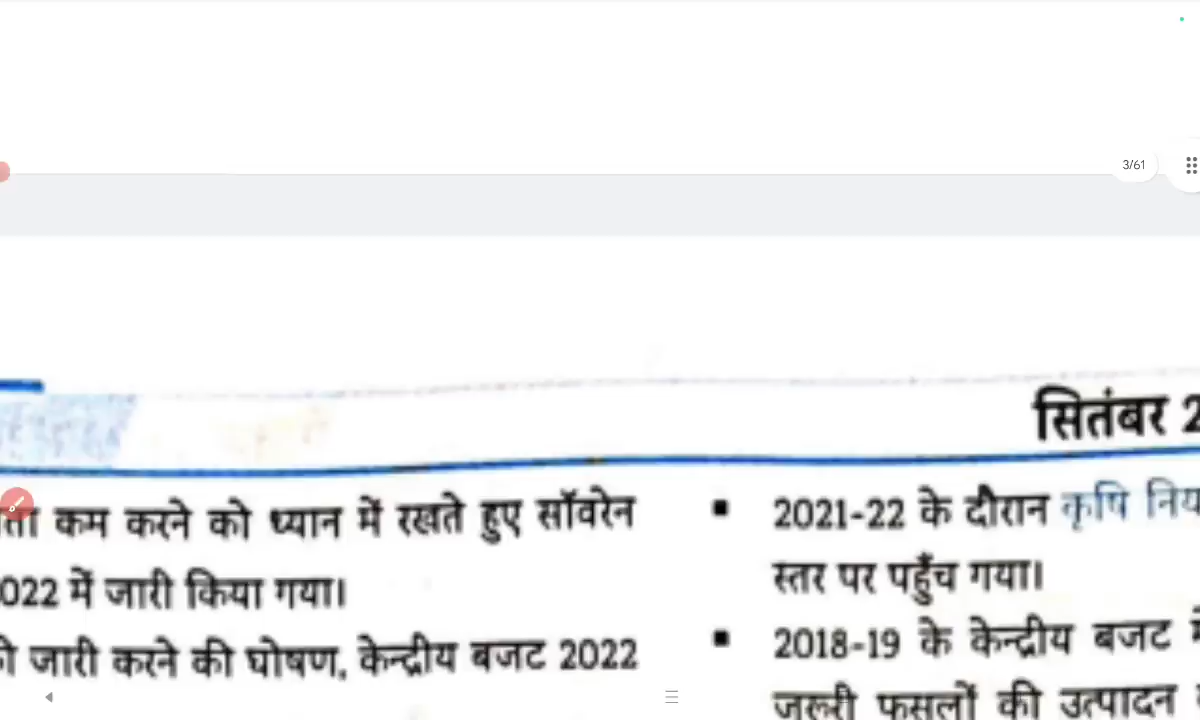 3/61
सितंबर 2
कम करने को ध्यान में रखते हुए सॉवरेन
022 में जारी किया गया।
जारी करने की घोषण, केन्द्रीय बजट 2022
▪ 2021-22 के दौरान कृषि निय
स्तर पर पहुँच गया।
▪ 2018-19 के केन्द्रीय बजट
जरूरी फसलों की उत्पादन